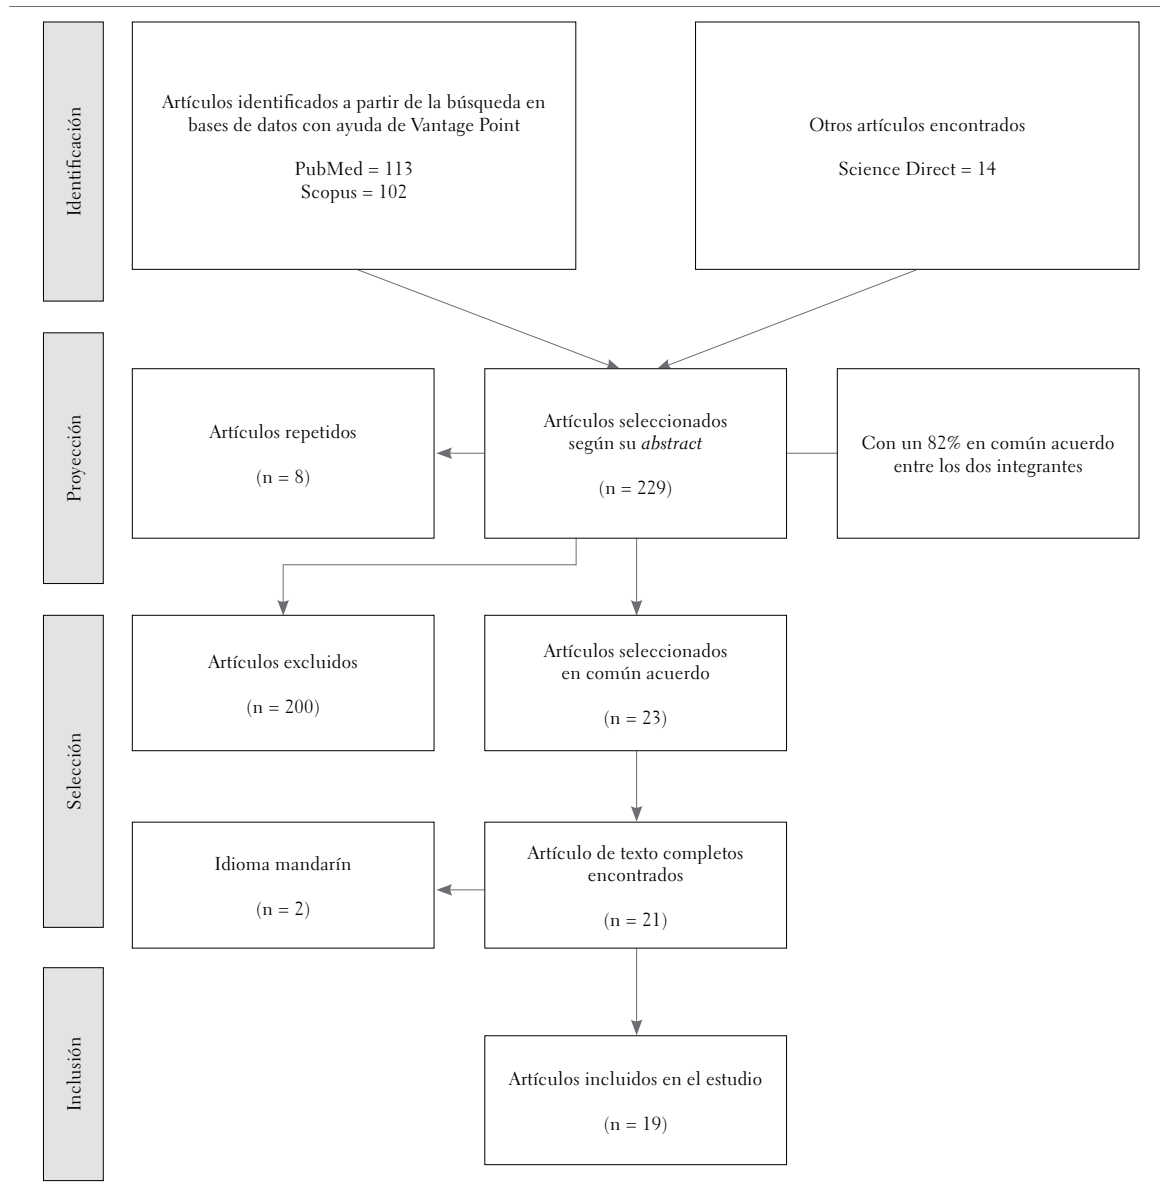 Identificación
Artículos identificados a partir de la búsqueda en
bases de datos con ayuda de Vantage Point
PubMed = 113
Scopus = 102
Otros artículos encontrados
Science Direct = 14
Proyección
Artículos repetidos
(n = 8)
Artículos seleccionados
según su abstract
(n = 229)
Con un 82% en común acuerdo
entre los dos integrantes
Selección
Artículos excluidos
(n = 200)
Artículos seleccionados
en común acuerdo
(n = 23)
Idioma mandarín
(n = 2)
Artículo de texto completos
encontrados
(n = 21)
Inclusión
Artículos incluidos en el estudio
(n = 19)